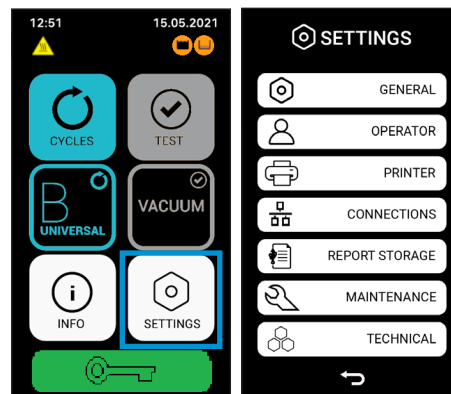 12:51 15.05.2021
CYCLES TEST
B
UNIVERSAL
VACUUM
INFO SETTINGS
SETTINGS
GENERAL
OPERATOR
PRINTER
CONNECTIONS
REPORT STORAGE
MAINTENANCE
TECHNICAL